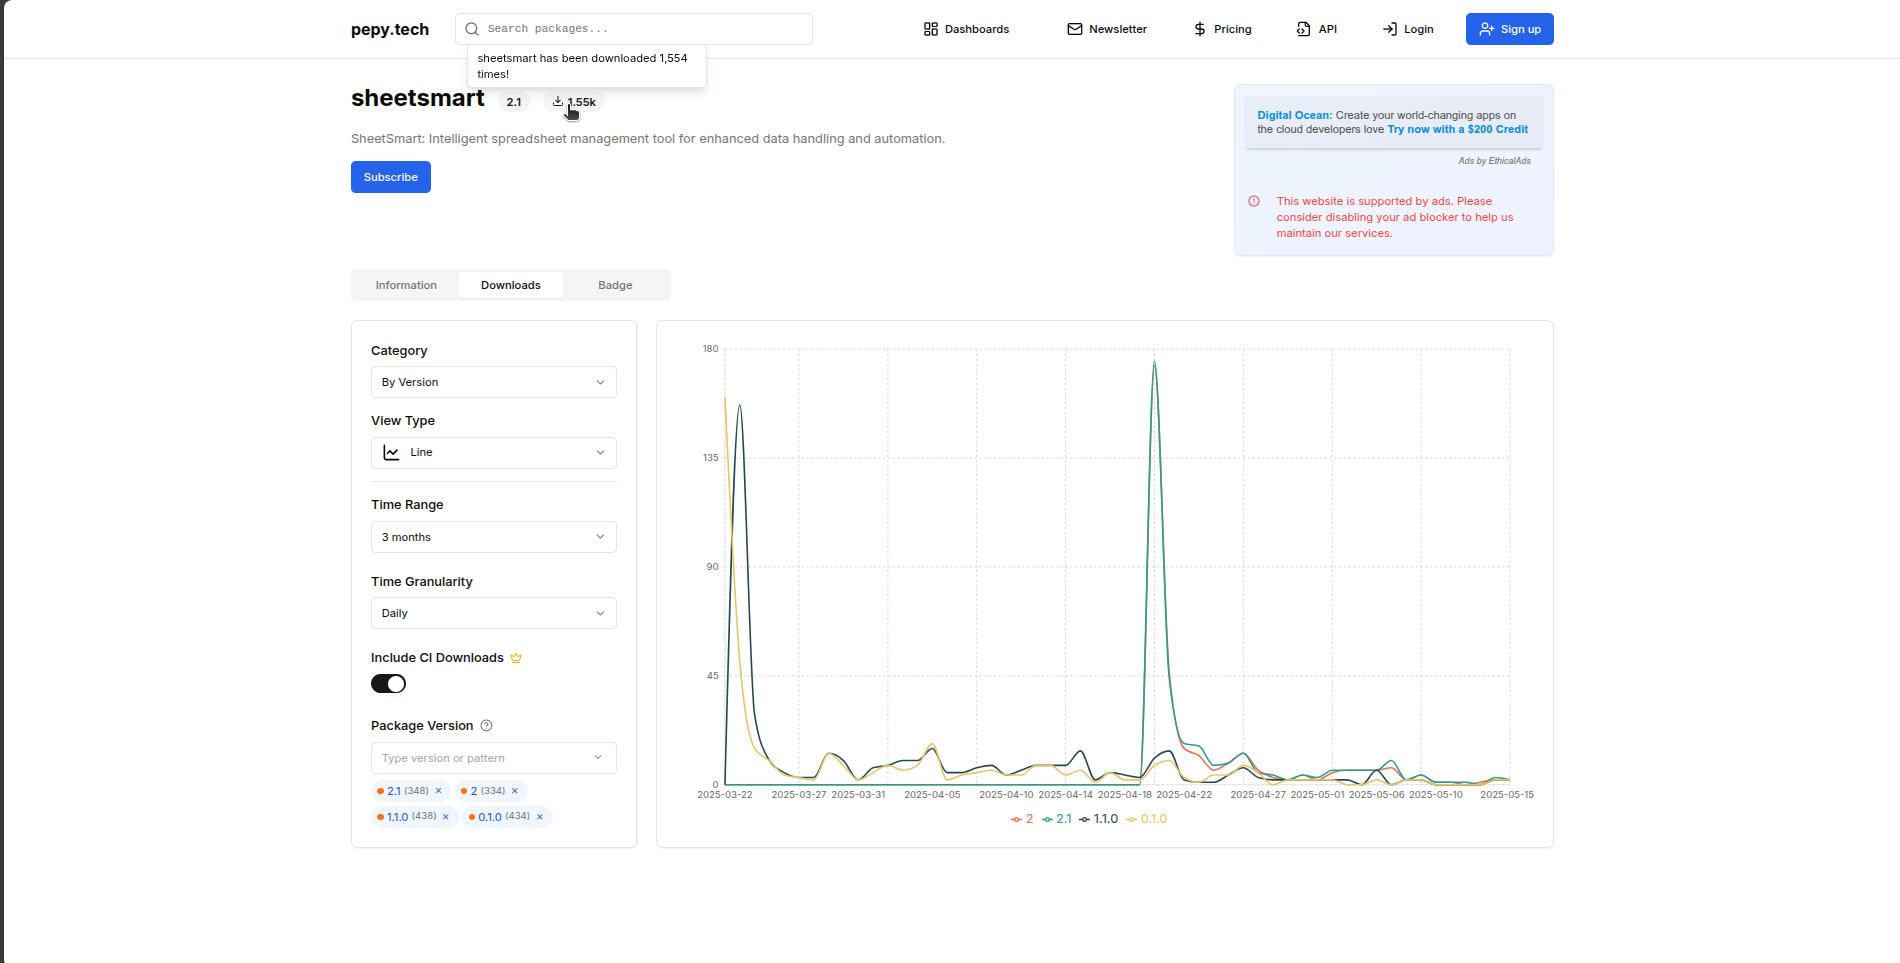 pepy.tech
Search packages...
Dashboards
Newsletter
Pricing
API
Login
Sign up
sheetsmart has been downloaded 1,554
times!
sheetsmart 2.1 1.55k
SheetSmart: Intelligent spreadsheet management tool for enhanced data handling and automation.
Subscribe
Digital Ocean: Create your world-changing apps on
the cloud developers love Try now with a $200 Credit
Ads by EthicalAds
This website is supported by ads. Please
consider disabling your ad blocker to help us
maintain our services.
Information
Downloads
Badge
Category
By Version
View Type
Line
Time Range
3 months
Time Granularity
Daily
Include CI Downloads
Package Version
Type version or pattern
2.1 (348) × 2 (334) ×
1.1.0 (438) × 0.1.0 (434) ×
180
135
90
45
0
2025-03-22 2025-03-27 2025-03-31 2025-04-05 2025-04-10 2025-04-14 2025-04-18 2025-04-22 2025-04-27 2025-05-01 2025-05-06 2025-05-10 2025-05-15
2 2.1 1.1.0 0.1.0